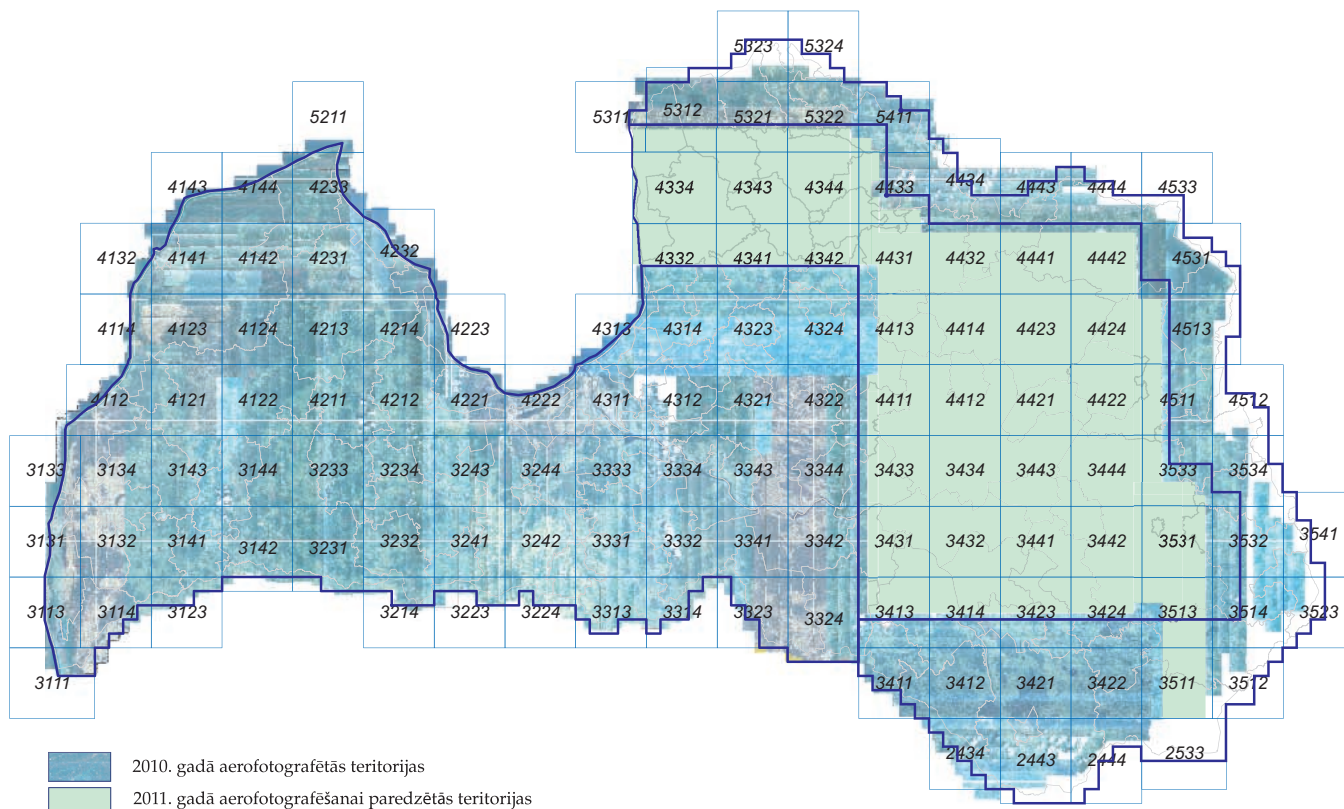 5323 5324
5211 5311 5312 5321 5322 5411
4143 4144 4233 4334 4343 4344 4433 4434 4443 4444 4533
4132 4141 4142 4231 4232 4332 4341 4342 4431 4432 4441 4442 4531
4114 4123 4124 4213 4214 4223 4313 4314 4323 4324 4413 4414 4423 4424 4513
4112 4121 4122 4211 4212 4221 4222 4311 4312 4321 4322 4411 4412 4421 4422 4511 4512
3133 3134 3143 3144 3233 3234 3243 3244 3333 3334 3343 3344 3433 3434 3443 3444 3533 3534
3131 3132 3141 3142 3231 3232 3241 3242 3331 3332 3341 3342 3431 3432 3441 3442 3531 3532 3541
3113 3114 3123 3214 3223 3224 3313 3314 3323 3324 3413 3414 3423 3424 3513 3514 3523
3111 3411 3412 3421 3422 3511 3512
2434 2443 2444 2533
2010. gadā aerofotografētās teritorijas
2011. gadā aerofotografēšanai paredzētās teritorijas